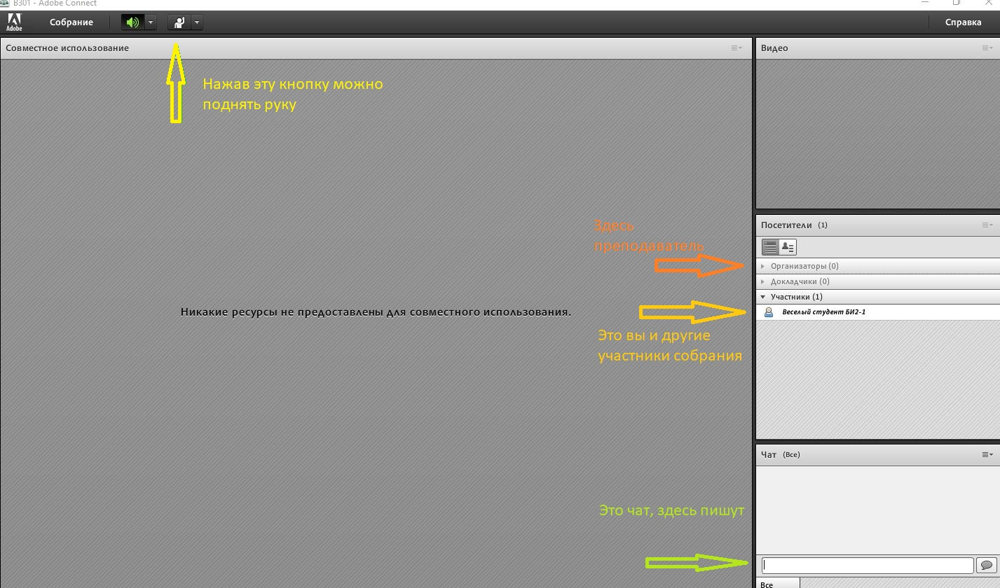 B301 - Adobe Connect
Adobe
Собрание
Справка
Совместное использование
Видео
Нажав эту кнопку можно
поднять руку
Здесь
преподаватель
Посетители (1)
Организаторы (0)
Докладчики (0)
Участники (1)
Веселый студент БИ2-1
Никакие ресурсы не предоставлены для совместного использования.
Это вы и другие
участники собрания
Чат (Все)
Это чат, здесь пишут
Все